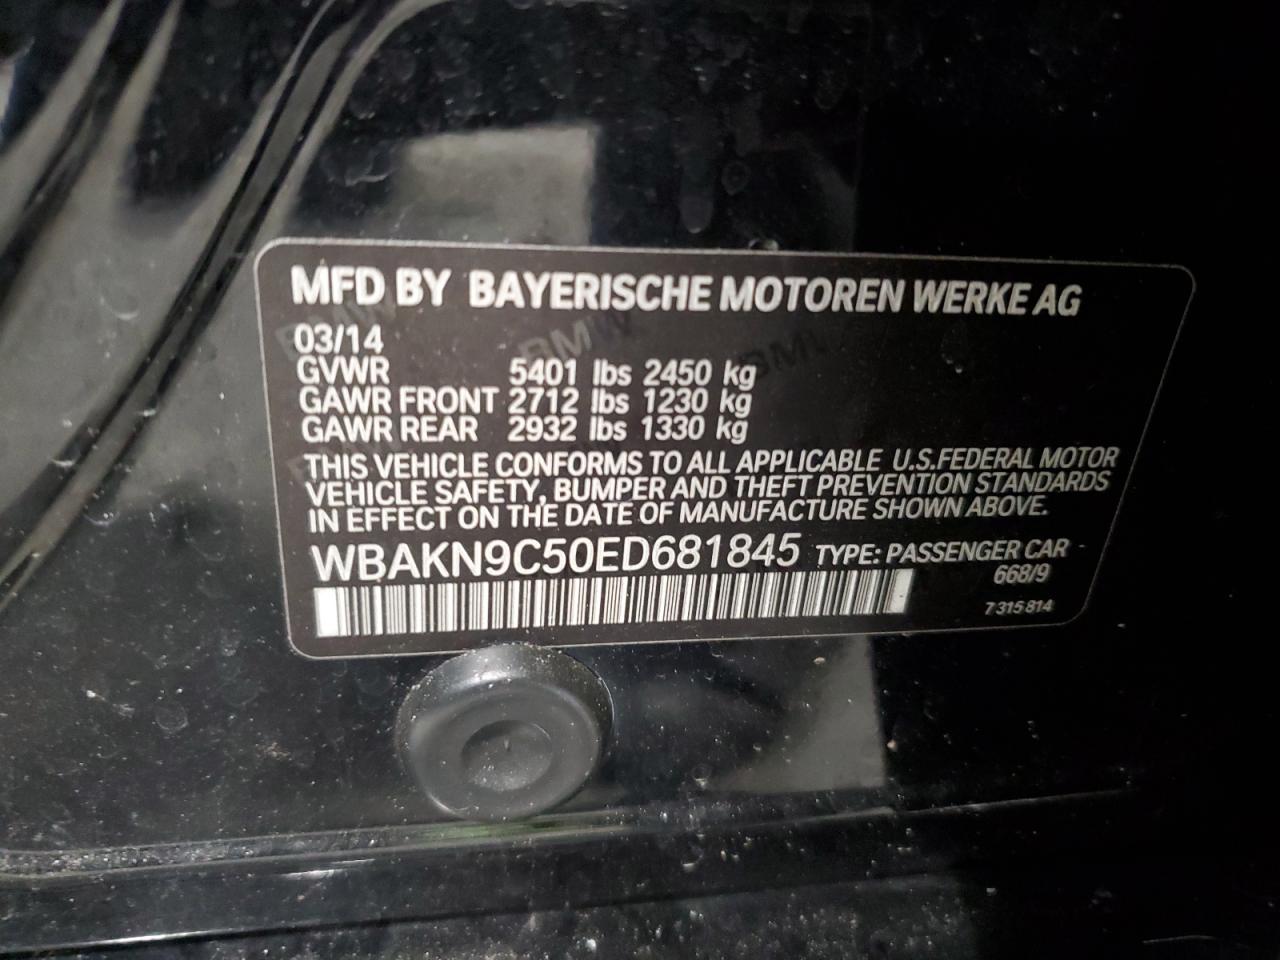 MFD BY BAYERISCHE MOTOREN WERKE AG
03/14
GVWR 5401 lbs 2450 kg
GAWR FRONT 2712 lbs 1230 kg
GAWR REAR 2932 lbs 1330 kg
THIS VEHICLE CONFORMS TO ALL APPLICABLE U.S.FEDERAL MOTOR
VEHICLE SAFETY, BUMPER AND THEFT PREVENTION STANDARDS
IN EFFECT ON THE DATE OF MANUFACTURE SHOWN ABOVE.
WBAKN9C50ED681845 TYPE: PASSENGER CAR
668/9
7 315 814